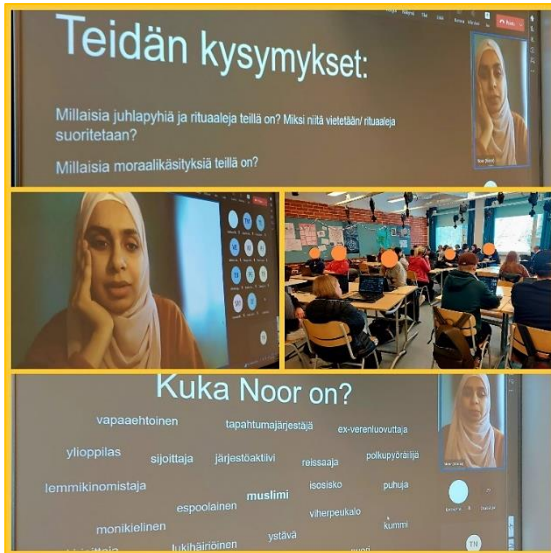 Teidän kysymykset:
Millaisia juhlapyhiä ja rituaaleja teillä on? Miksi niitä vietetään/ rituaaleja
suoritetaan?
Millaisia moraalikäsityksiä teillä on?
TN
Kuka Noor on?
vapaaehtoinen tapahtumajärjestäjä ex-verenluovuttaja
ylioppilas sijoittaja järjestöaktiivi reissaaja polkupyöräilijä
lemmikinomistaja espoolainen muslimi isosisko puhuja
monikielinen lukihäiriöinen ystävä viherpeukalo kummi
TN